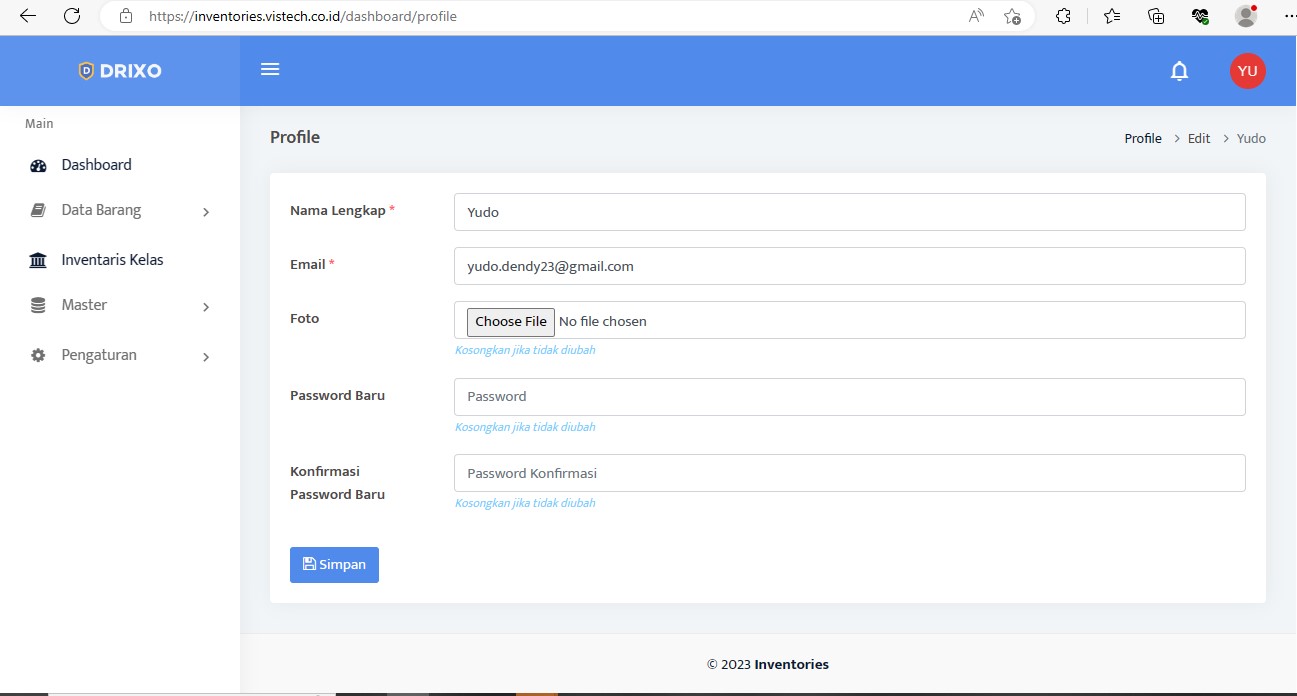 https://inventories.vistech.co.id/dashboard/profile
DRIXO
YU
Main
Dashboard
Data Barang
Inventaris Kelas
Master
Pengaturan
Profile
Profile > Edit > Yudo
Nama Lengkap * Yudo
Email * yudo.dendy23@gmail.com
Foto Choose File No file chosen
Kosongkan jika tidak diubah
Password Baru Password
Kosongkan jika tidak diubah
Konfirmasi
Password Baru
Password Konfirmasi
Kosongkan jika tidak diubah
Simpan
© 2023 Inventories